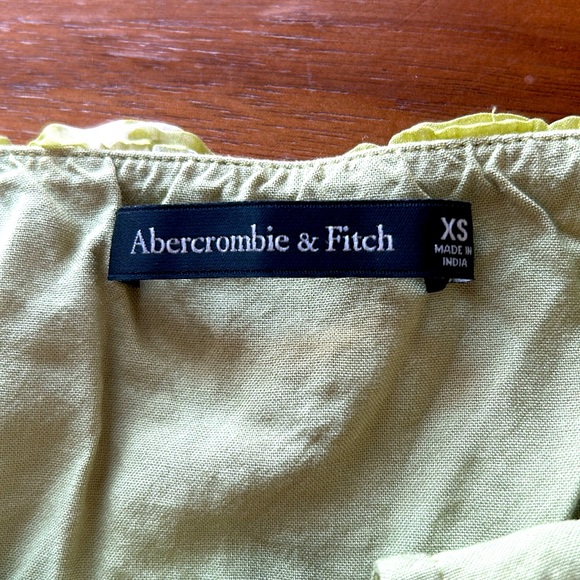 Abercrombie & Fitch
XS
MADE IN
INDIA